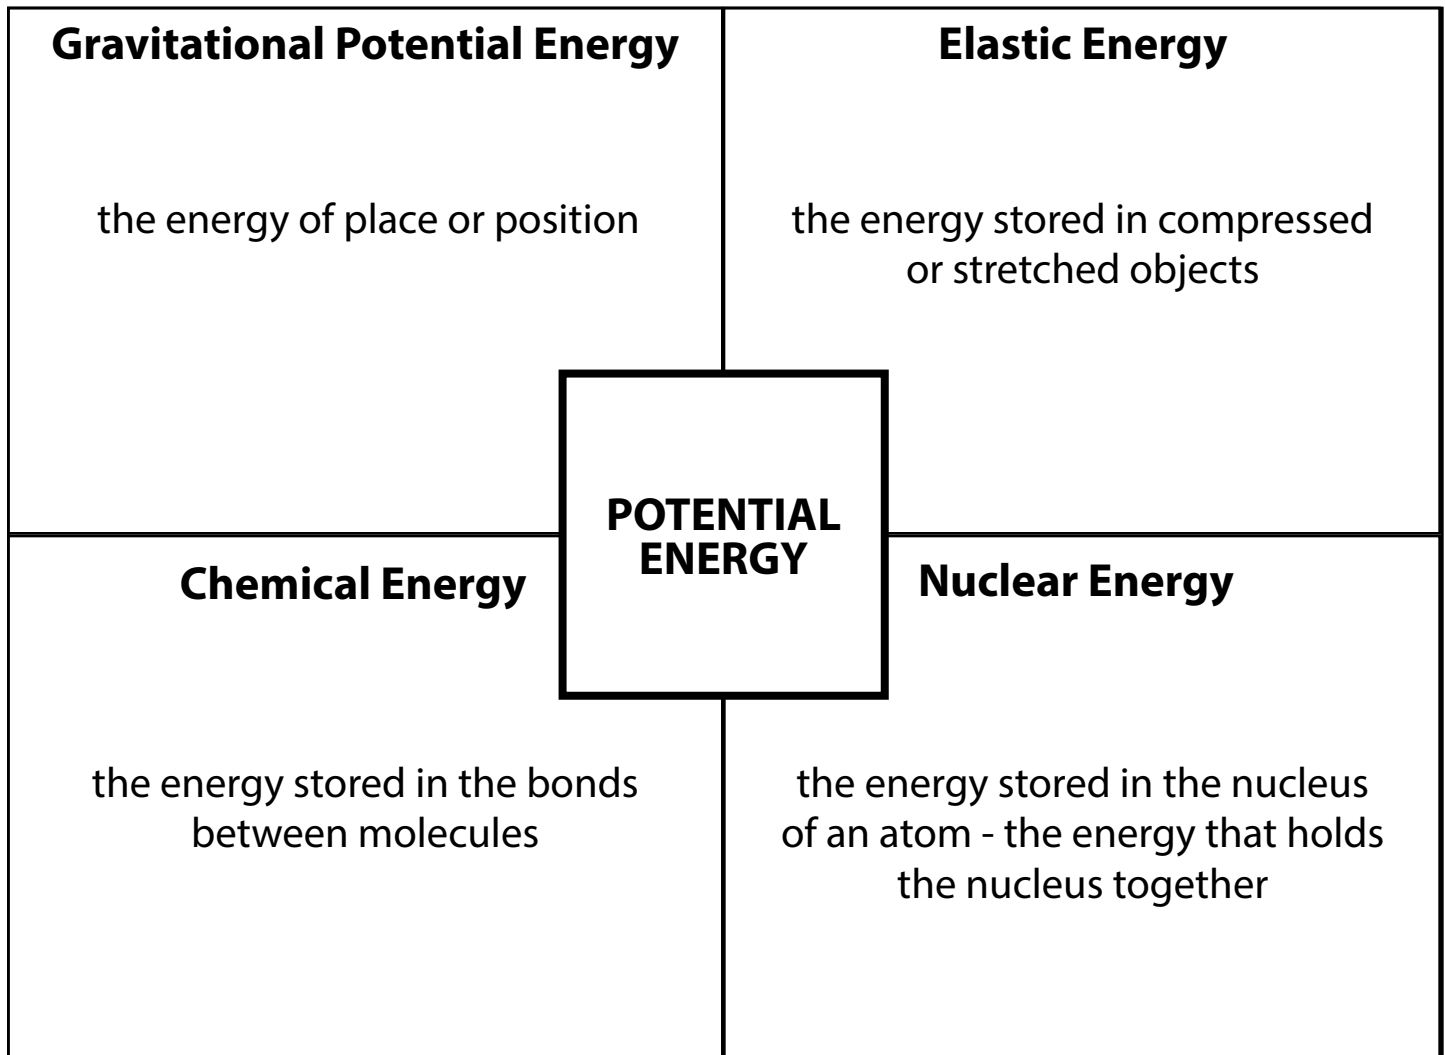 Gravitational Potential Energy
the energy of place or position
Elastic Energy
the energy stored in compressed
or stretched objects
POTENTIAL
ENERGY
Chemical Energy
the energy stored in the bonds
between molecules
Nuclear Energy
the energy stored in the nucleus
of an atom - the energy that holds
the nucleus together